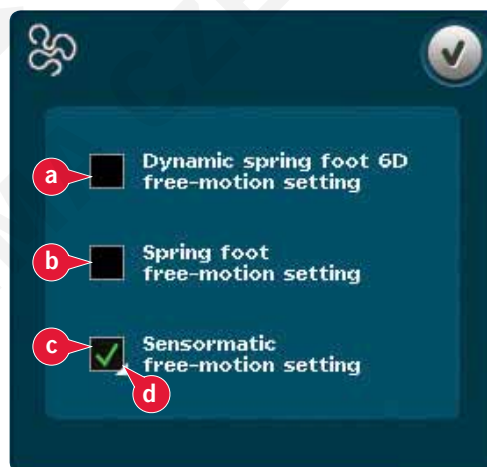 Dynamic spring foot 6D
a
free-motion setting
Spring foot
b
free-motion setting
Sensormatic
c
free-motion setting
d